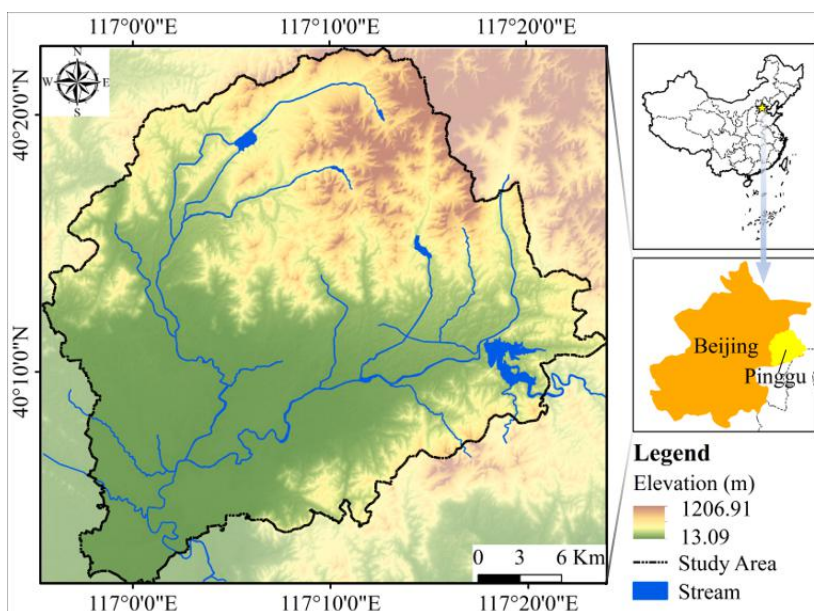 117°0'0"E
117°10'0"E
117°20'0"E
N
W
E
S
40°20'0"N
40°10'0"N
0
3
6 Km
117°0'0"E
117°10'0"E
117°20'0"E
Beijing
Pinggu
Legend
Elevation (m)
1206.91
13.09
Study Area
Stream